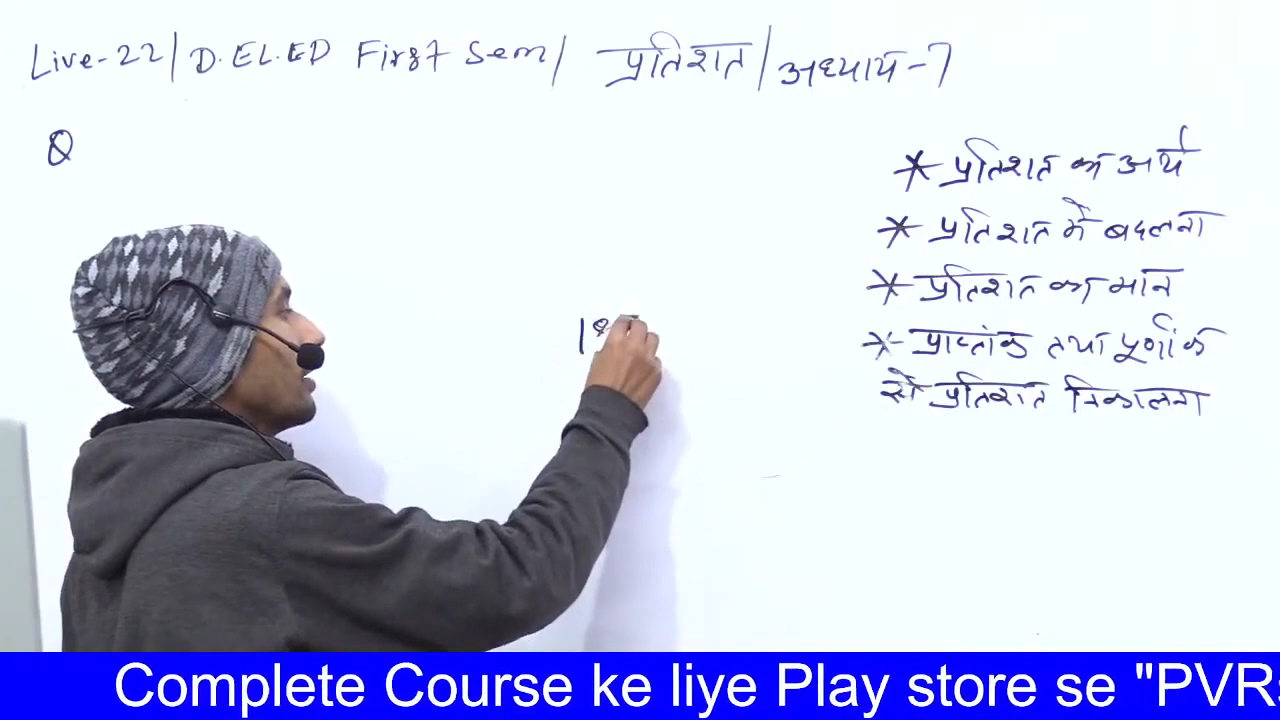 Live-22/D.EL.ED First Sem/ प्रतिशत/अध्याय-7
Q
* प्रतिशत का अर्थ
* प्रतिशत में बदलना
* प्रतिशत का मान
* प्राप्तांक तथा पूर्णांक
से प्रतिशत निकालना
Complete Course ke liye Play store se "PVR